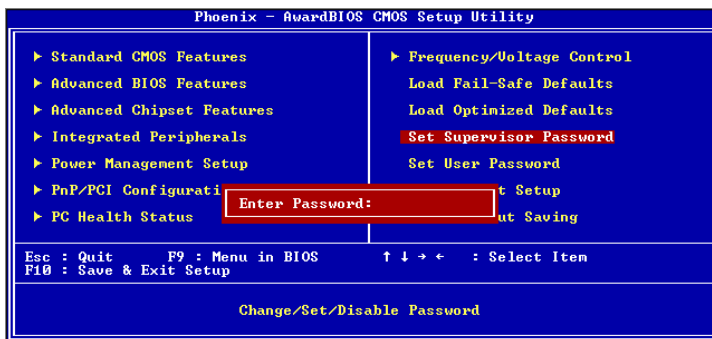 Phoenix - AwardBIOS CMOS Setup Utility
▶ Standard CMOS Features
▶ Advanced BIOS Features
▶ Advanced Chipset Features
▶ Integrated Peripherals
▶ Power Management Setup
▶ PnP/PCI Configurati
▶ PC Health Status
▶ Frequency/Voltage Control
Load Fail-Safe Defaults
Load Optimized Defaults
Set Supervisor Password
Set User Password
t Setup
ut Saving
Enter Password:
Esc : Quit F9 : Menu in BIOS ↑ ↓ → ← : Select Item
F10 : Save & Exit Setup
Change/Set/Disable Password